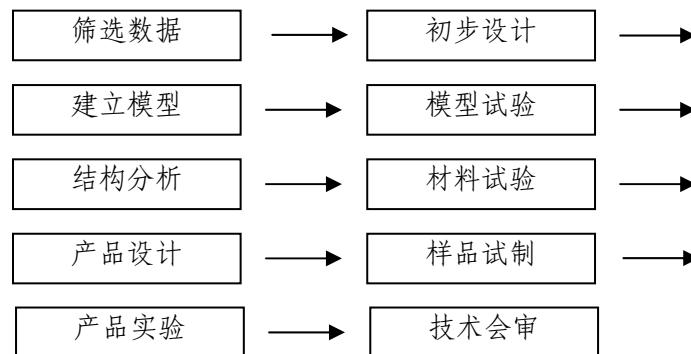 筛选数据 初步设计
建立模型 模型试验
结构分析 材料试验
产品设计 样品试制
产品实验 技术会审